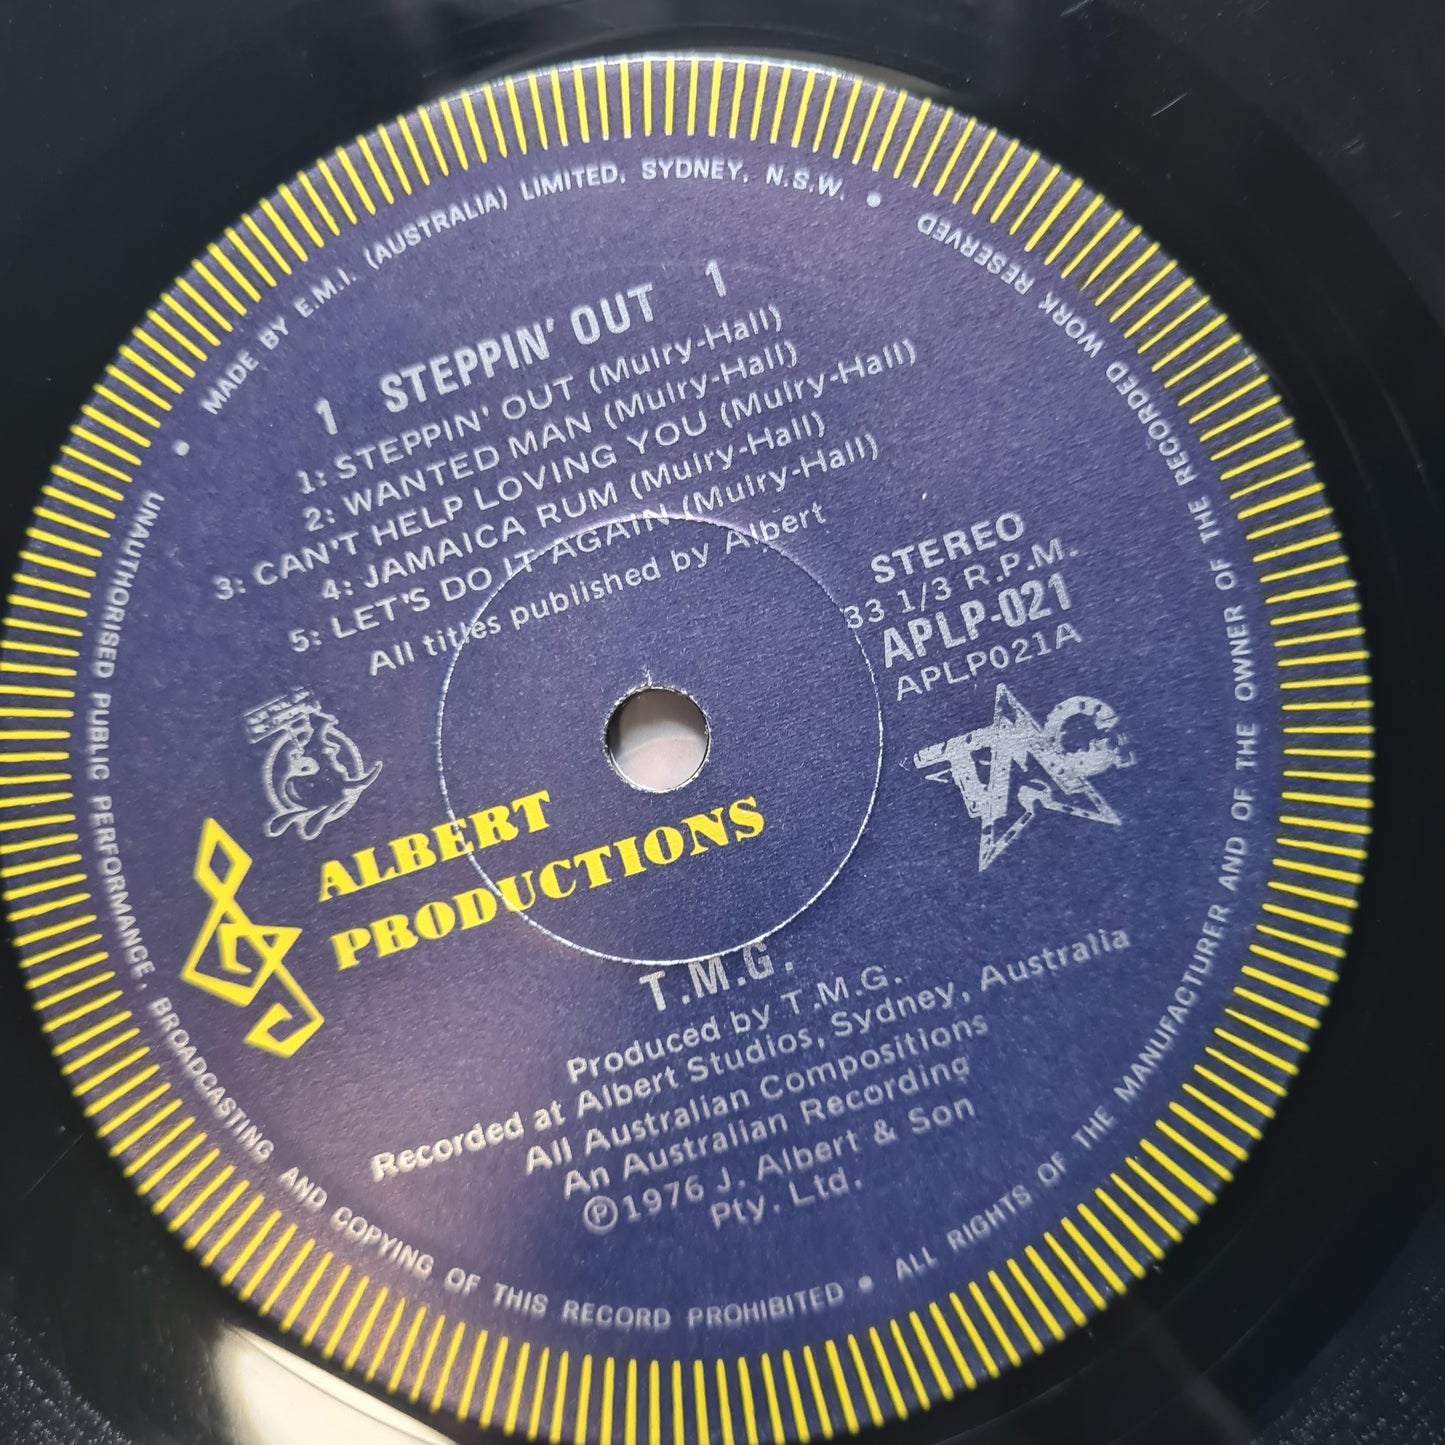 MADE BY E.M.I. (AUSTRALIA) LIMITED. SYDNEY. N.S.W.
1 STEPPIN' OUT 1
1: STEPPIN' OUT (Mulry-Hall)
2: WANTED MAN (Mulry-Hall)
3: CAN'T HELP LOVING YOU (Mulry-Hall)
4: JAMAICA RUM (Mulry-Hall)
5: LET'S DO IT AGAIN (Mulry-Hall)
All titles published by Albert
STEREO
33 1/3 R.P.M.
APLP-021
APLP021A
TMG
ALBERT
PRODUCTIONS
T.M.G.
Produced by T.M.G.
Recorded at Albert Studios, Sydney, Australia
All Australian Compositions
An Australian Recording
Ⓟ1976 J. Albert & Son
Pty. Ltd.
UNAUTHORISED PUBLIC PERFORMANCE, BROADCASTING AND COPYING OF THIS RECORD PROHIBITED • ALL RIGHTS OF THE MANUFACTURER AND OF THE OWNER OF THE RECORDED WORK RESERVED